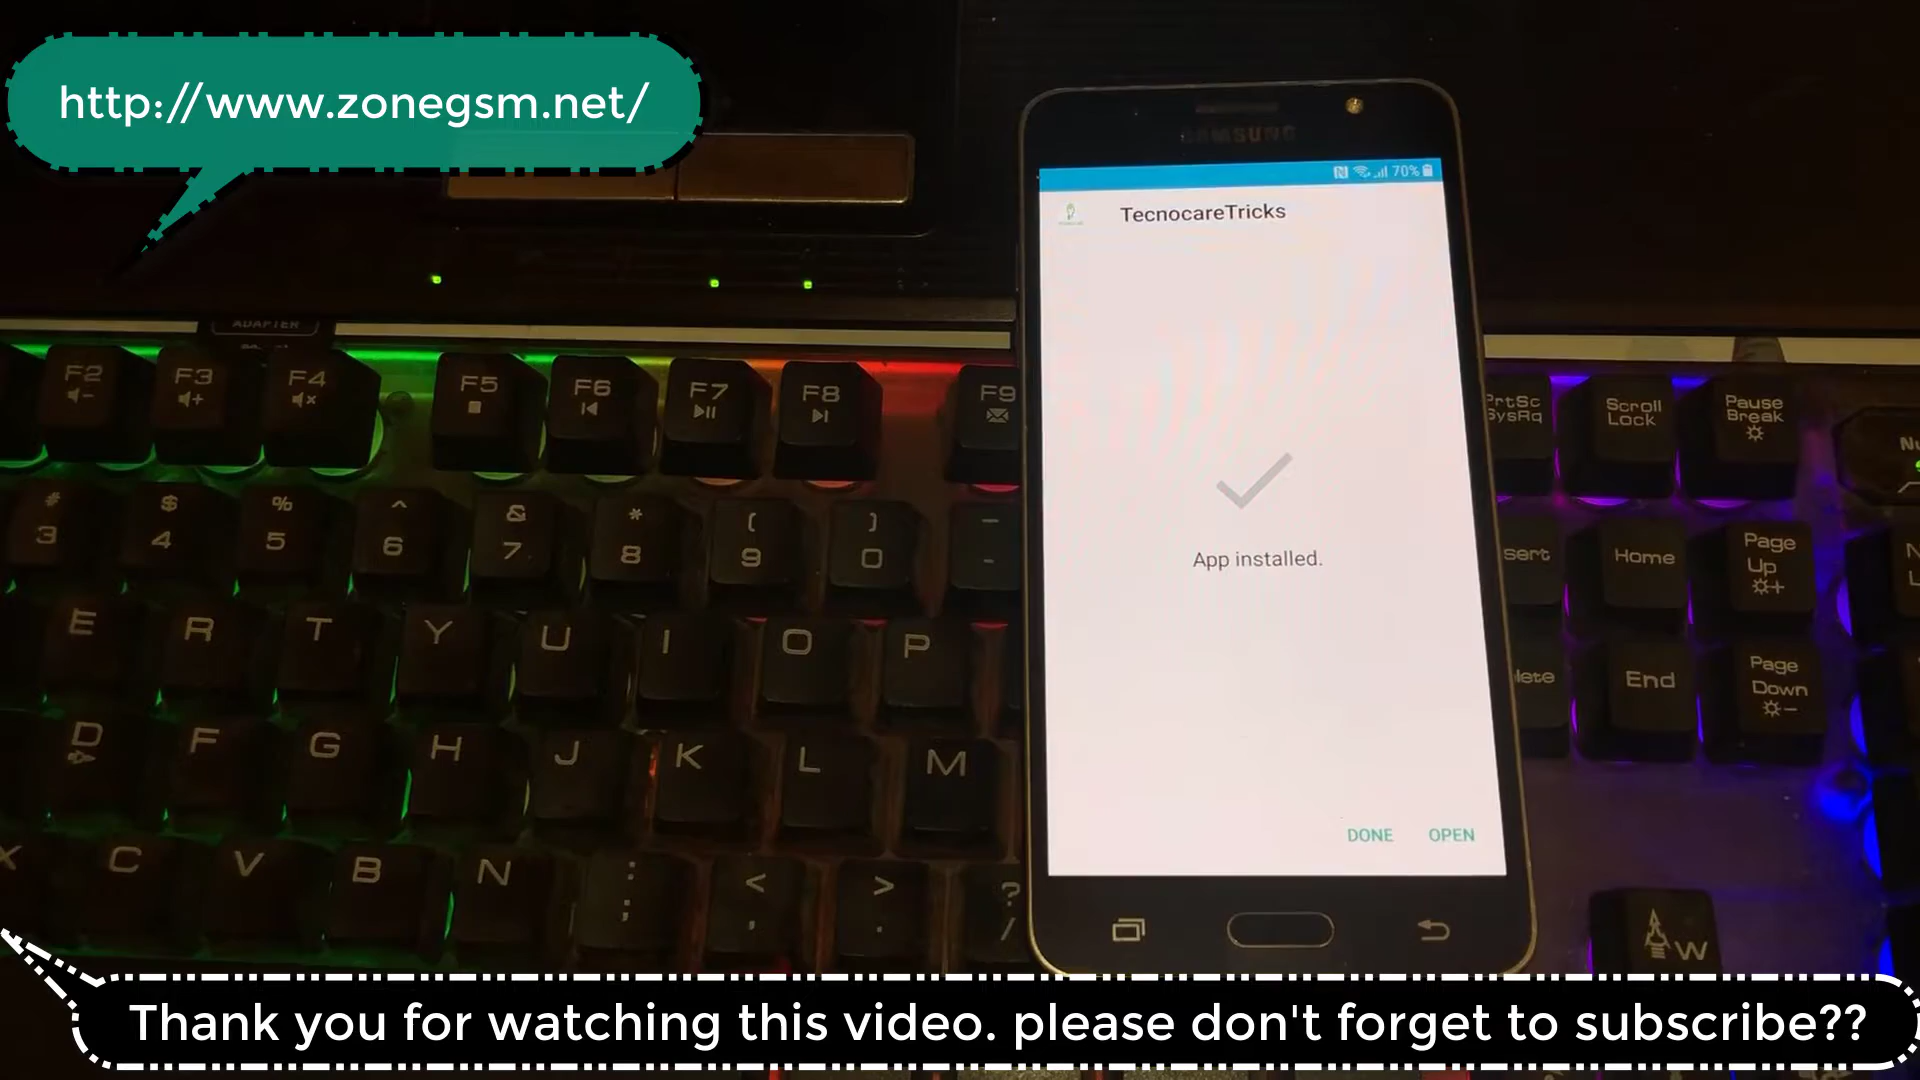 http://www.zonegsm.net/
SAMSUNG
70%
TecnocareTricks
App installed.
DONE OPEN
ADAPTER
F2 F3 F4 F5 F6 F7 F8 F9 PrtSc SysRq Scroll Lock Pause Break
# $ % ^ & * ( )
3 4 5 6 7 8 9 0 - Home Page Up
E R T Y U I O P End Page Down
D F G H J K L M
X C V B N : ; < , > . ? / W
Thank you for watching this video. please don't forget to subscribe??